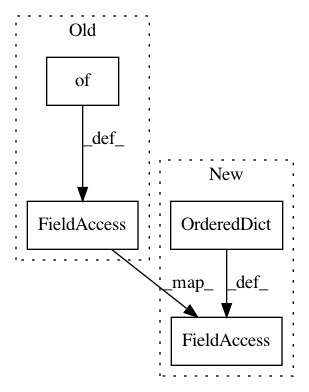 Old
of
_def_
New
FieldAccess
OrderedDict
_map_
_def_
FieldAccess